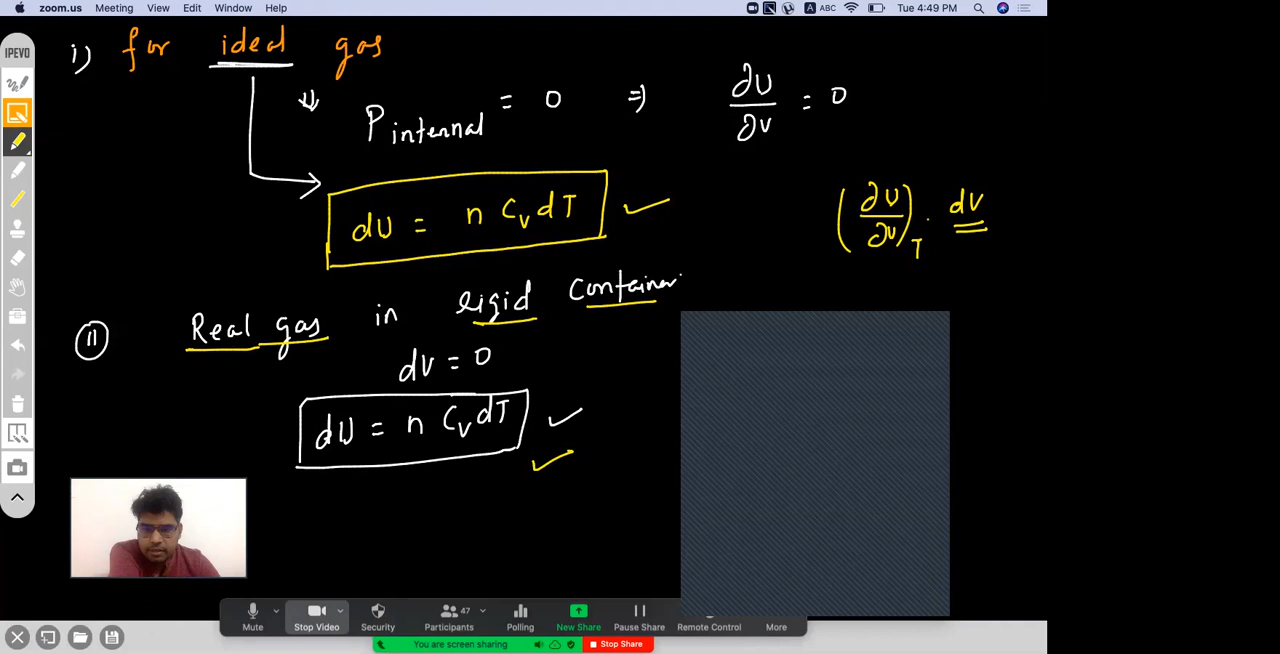 zoom.us Meeting View Edit Window Help ABC Tue 4:49 PM
IPEVO
i) for ideal gas
P internal = 0 ⇒ ∂U/∂V = 0
dU = n Cv dT ✓
(∂U/∂V)T . dV
II Real gas in rigid container
dV = 0
dU = n Cv dT ✓
✓
47
Mute Stop Video Security Participants Polling New Share Pause Share Remote Control More
You are screen sharing Stop Share